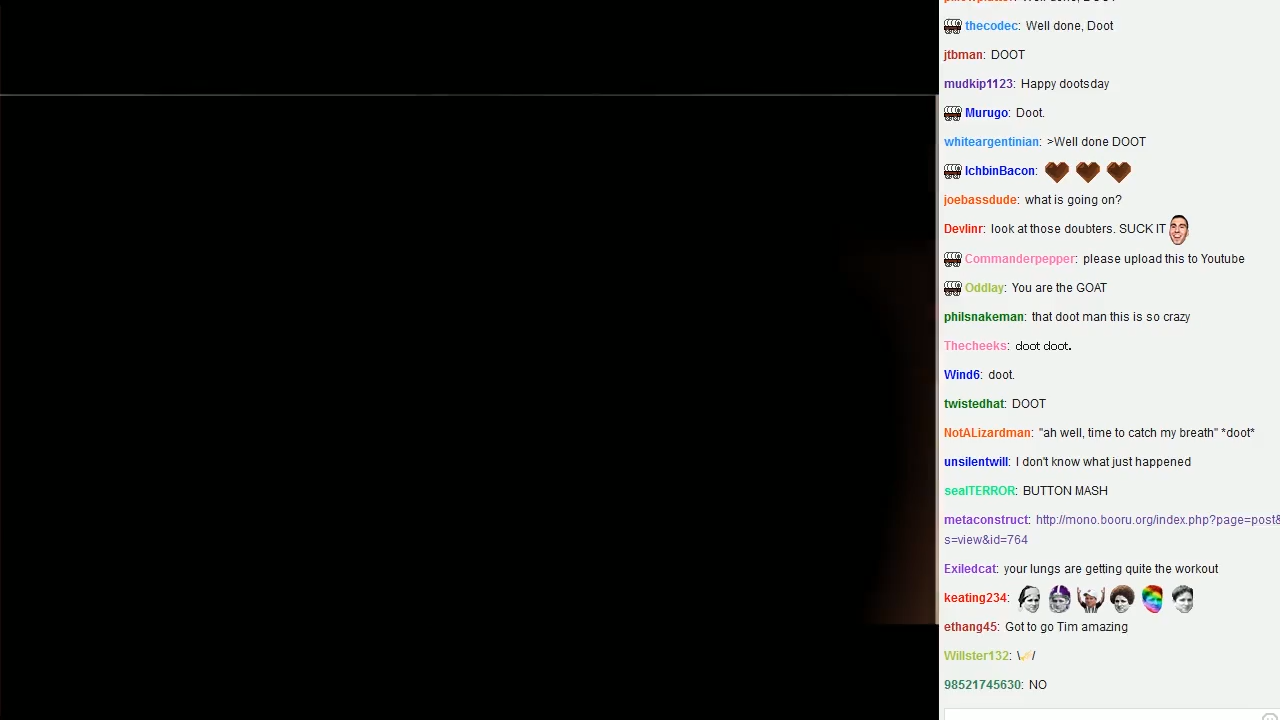 thecodec: Well done, Doot
jtbman: DOOT
mudkip1123: Happy dootsday
Murugo: Doot.
whiteargentinian: >Well done DOOT
IchbinBacon:
joebassdude: what is going on?
Devlinr: look at those doubters. SUCK IT
Commanderpepper: please upload this to Youtube
Oddlay: You are the GOAT
philsnakeman: that doot man this is so crazy
Thecheeks: doot doot.
Wind6: doot.
twistedhat: DOOT
NotALizardman: "ah well, time to catch my breath" *doot*
unsilentwill: I don't know what just happened
sealTERROR: BUTTON MASH
metaconstruct: http://mono.booru.org/index.php?page=post&
s=view&id=764
Exiledcat: your lungs are getting quite the workout
keating234:
ethang45: Got to go Tim amazing
Willster132: \ /
98521745630: NO